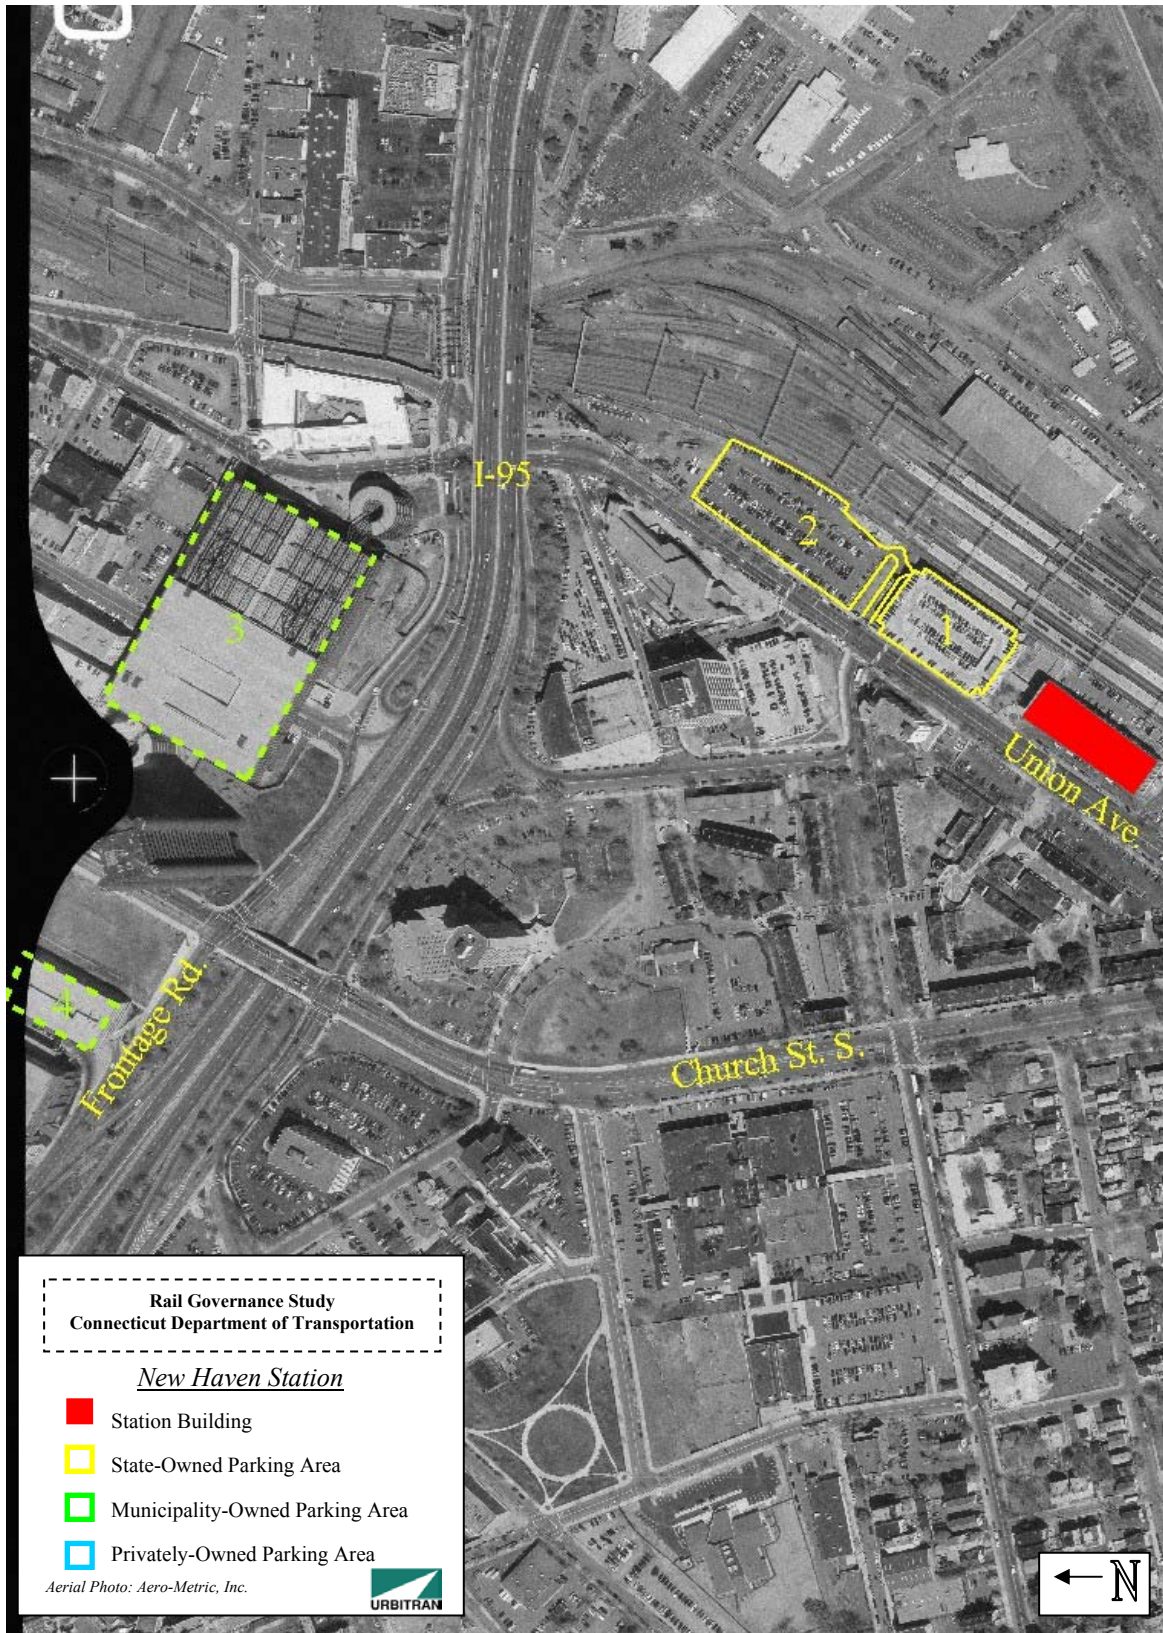 I-95
2
1
3
Union Ave.
4
Frontage Rd.
Church St. S.
Rail Governance Study
Connecticut Department of Transportation
New Haven Station
Station Building
State-Owned Parking Area
Municipality-Owned Parking Area
Privately-Owned Parking Area
Aerial Photo: Aero-Metric, Inc.
URBITRAN
N